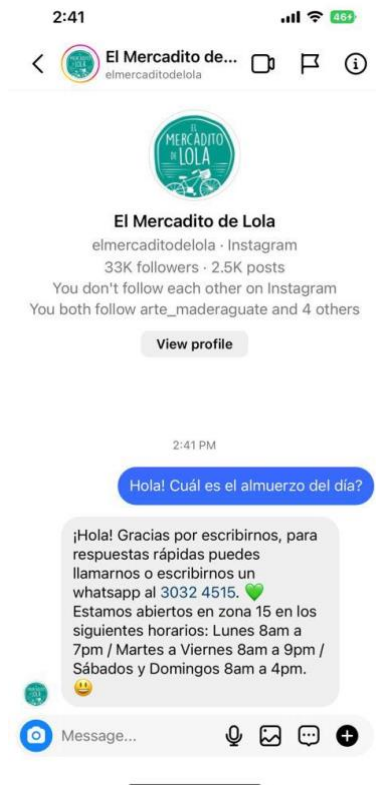 2:41
46
El Mercadito de...
elmercaditodelola
EL
MERCADITO
DE LOLA
El Mercadito de Lola
elmercaditodelola · Instagram
33K followers · 2.5K posts
You don't follow each other on Instagram
You both follow arte_maderaguate and 4 others
View profile
2:41 PM
Hola! Cuál es el almuerzo del día?
¡Hola! Gracias por escribirnos, para
respuestas rápidas puedes
llamarnos o escribirnos un
whatsapp al 3032 4515. 💚
Estamos abiertos en zona 15 en los
siguientes horarios: Lunes 8am a
7pm / Martes a Viernes 8am a 9pm /
Sábados y Domingos 8am a 4pm.
😃
Message...